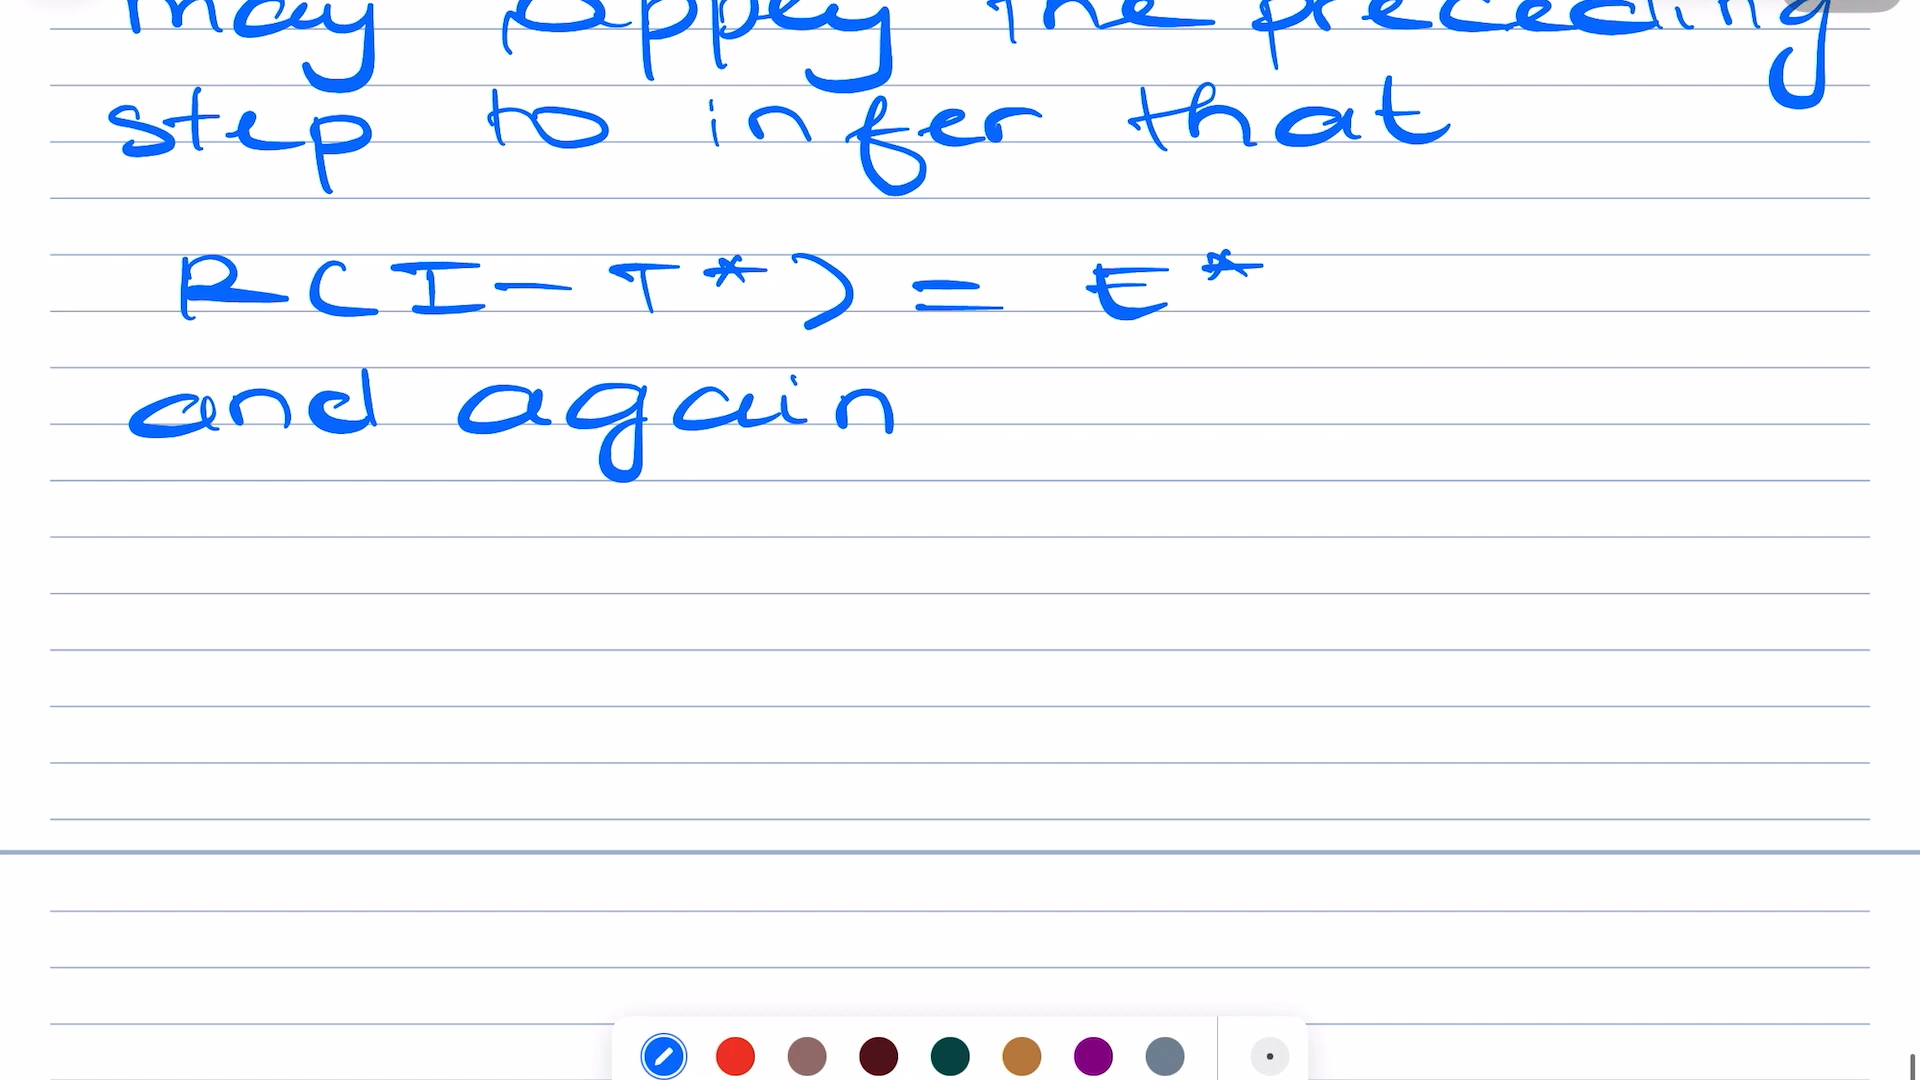 may apply the preceding
step to infer that
R(I-T*) = E*
and again